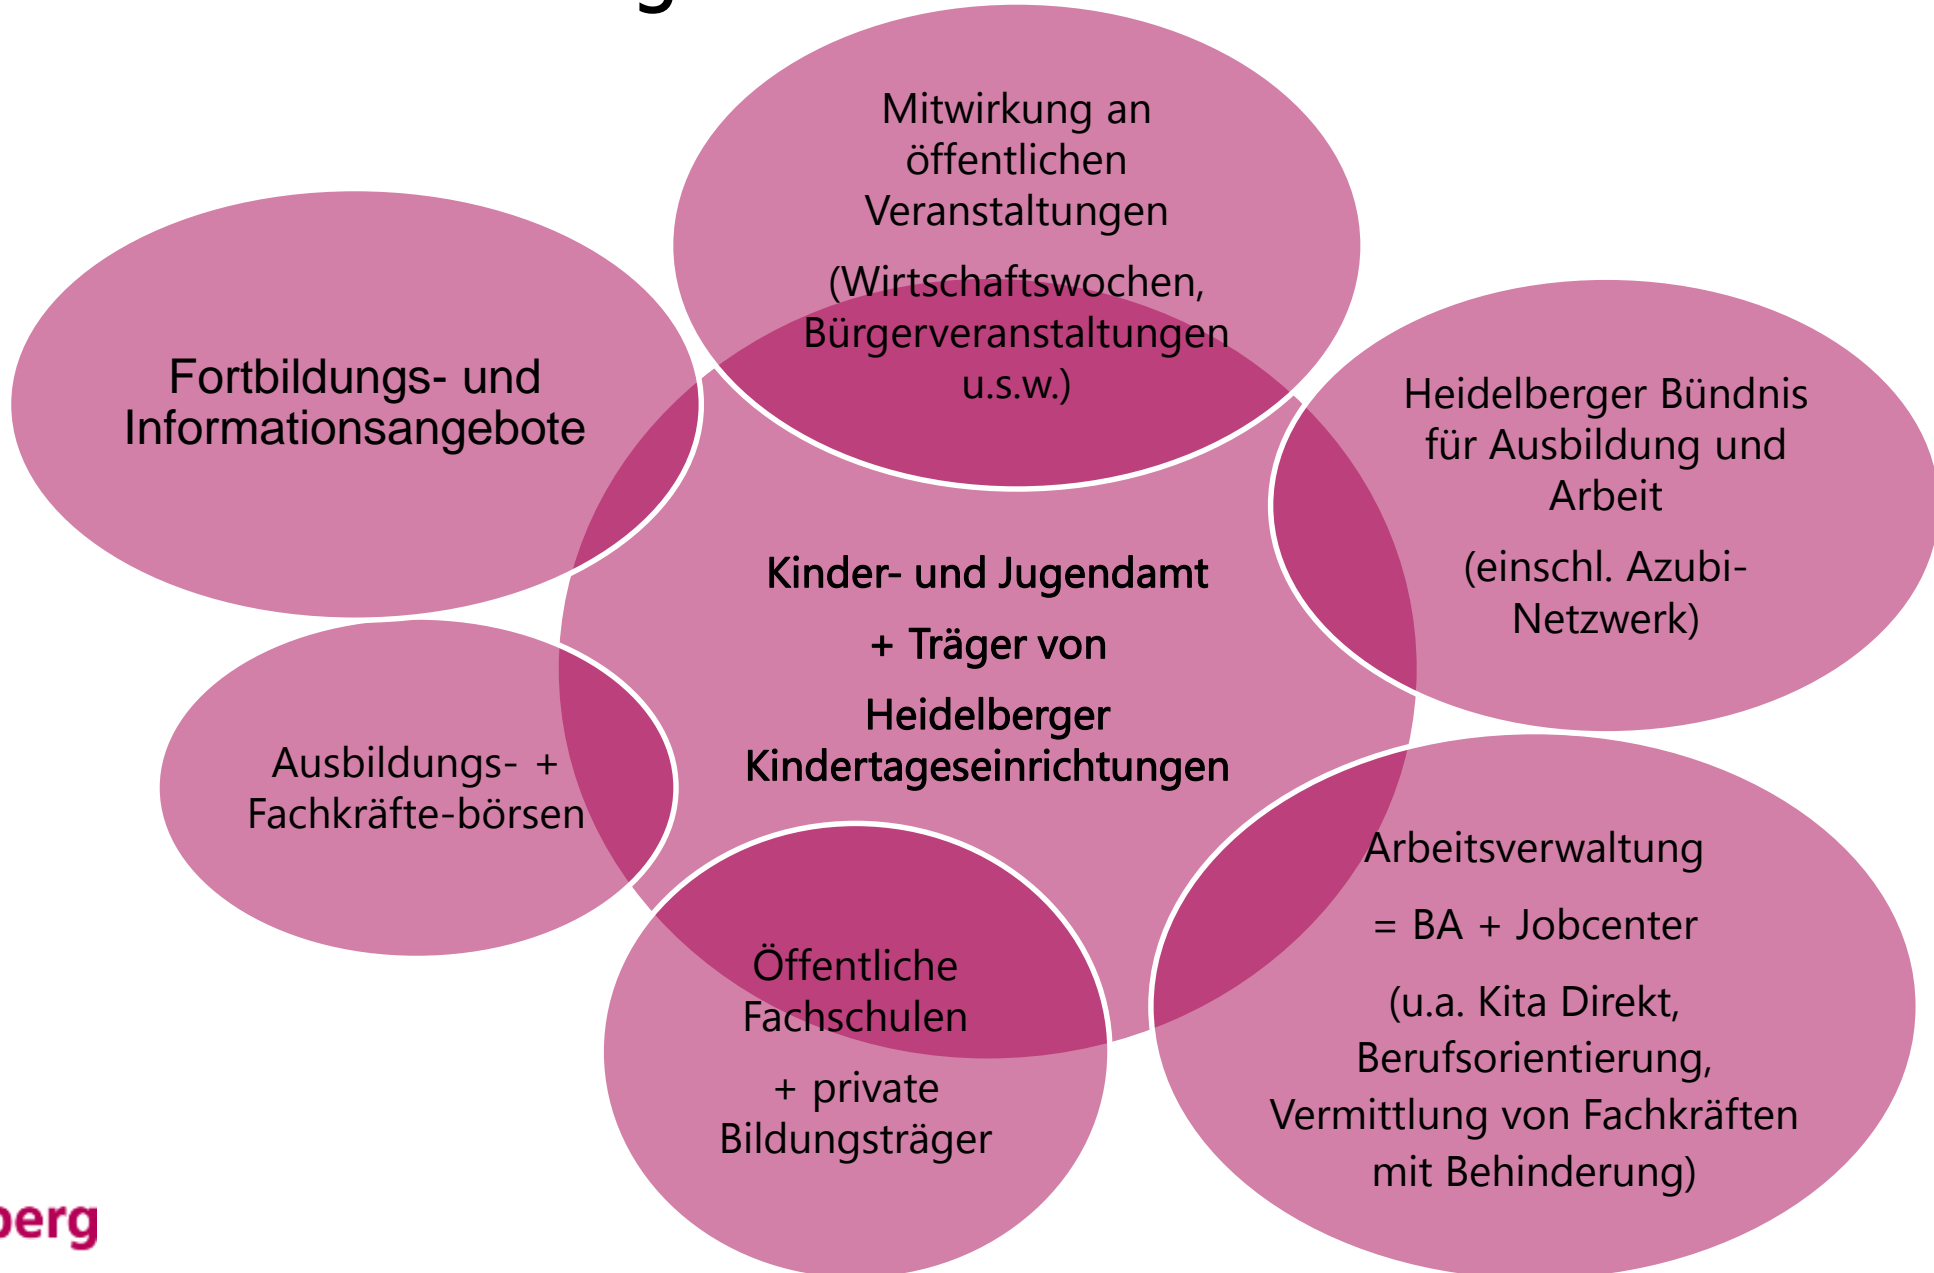 Mitwirkung an
öffentlichen
Veranstaltungen
(Wirtschaftswochen,
Bürgerveranstaltungen
u.s.w.)
Fortbildungs- und
Informationsangebote
Heidelberger Bündnis
für Ausbildung und
Arbeit
(einschl. Azubi-
Netzwerk)
Kinder- und Jugendamt
+ Träger von
Heidelberger
Kindertageseinrichtungen
Ausbildungs- +
Fachkräfte-börsen
Arbeitsverwaltung
= BA + Jobcenter
(u.a. Kita Direkt,
Berufsorientierung,
Vermittlung von Fachkräften
mit Behinderung)
Öffentliche
Fachschulen
+ private
Bildungsträger
berg